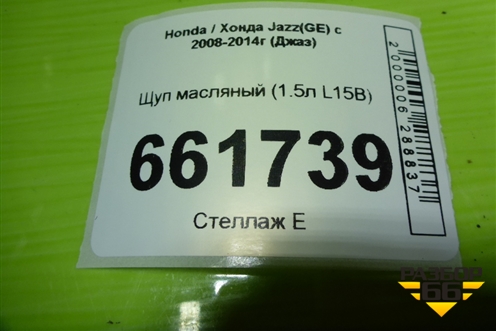 Honda / Хонда Jazz(GE) с
2008-2014г (Джаз)
Щуп масляный (1.5л L15B)
661739
Стеллаж Е
2000006288837
РАЗБОР
66